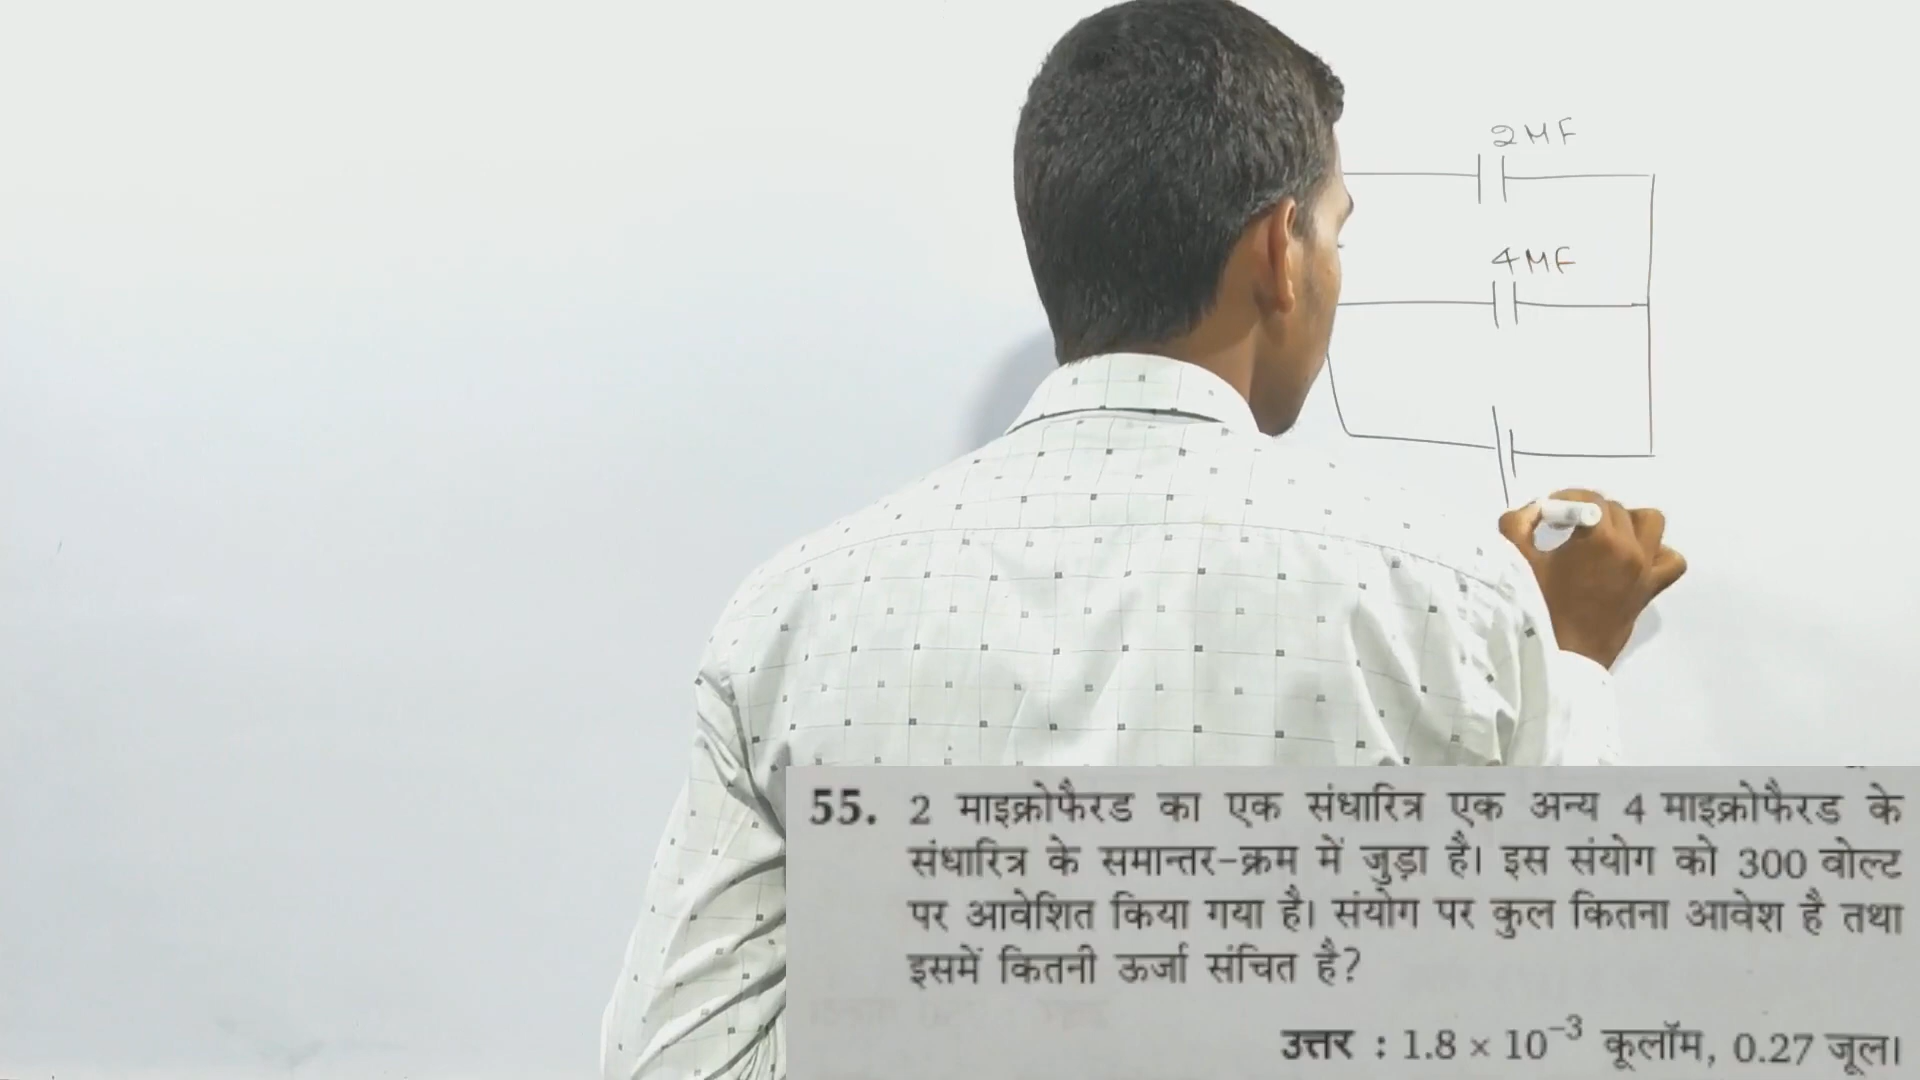 2MF
4MF
55. 2 माइक्रोफैरड का एक संधारित्र एक अन्य 4 माइक्रोफैरड के
संधारित्र के समान्तर-क्रम में जुड़ा है। इस संयोग को 300 वोल्ट
पर आवेशित किया गया है। संयोग पर कुल कितना आवेश है तथा
इसमें कितनी ऊर्जा संचित है?
उत्तर : 1.8 × 10⁻³ कूलॉम, 0.27 जूल।